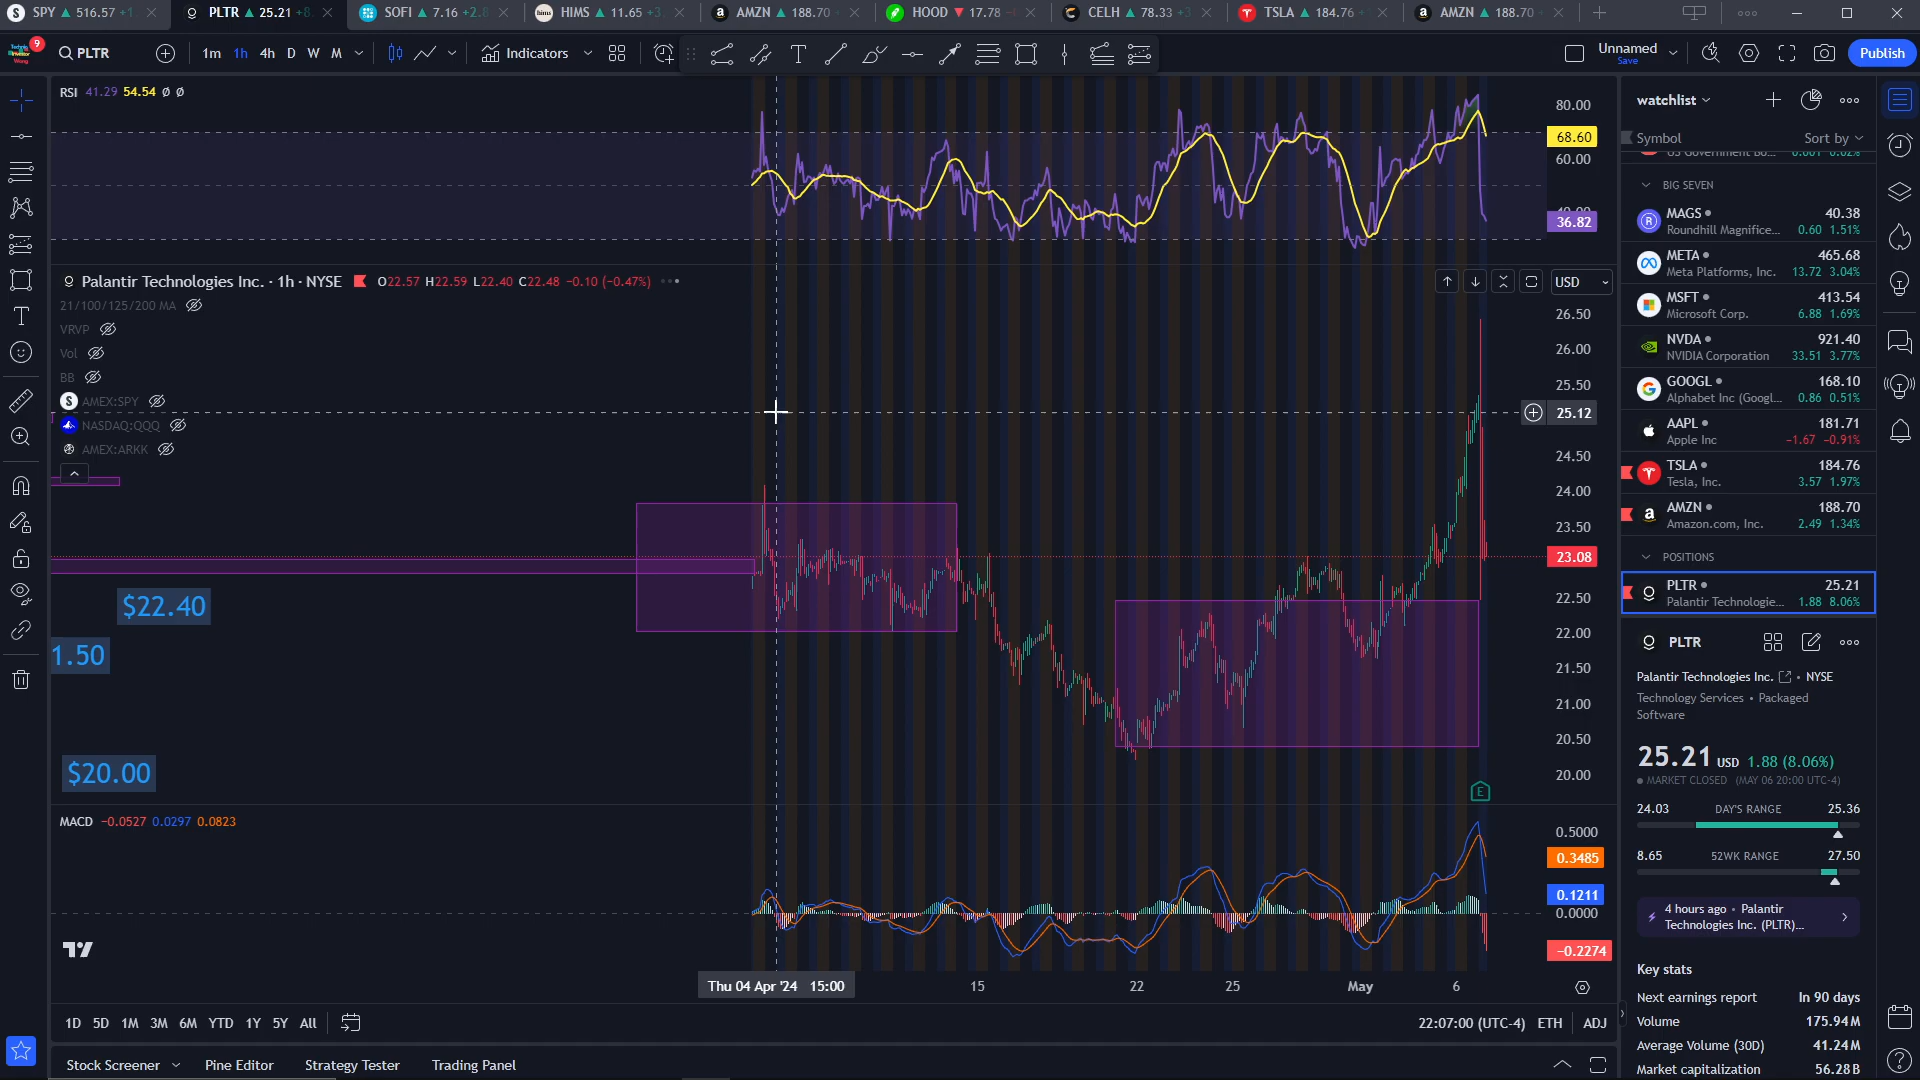 SPY 516.57 +1
PLTR 25.21 +8
SOFI 7.16 +2.8
HIMS 11.65 +3
AMZN 188.70
HOOD 17.78
CELH 78.33 +3
TSLA 184.76
AMZN 188.70
9
PLTR
1m 1h 4h D W M
Indicators
Unnamed
Save
Publish
RSI 41.29 54.54 ∅ ∅
80.00
68.60
60.00
36.82
Palantir Technologies Inc. · 1h · NYSE O22.57 H22.59 L22.40 C22.48 −0.10 (−0.47%)
USD
21/100/125/200 MA
VRVP
Vol
BB
AMEX:SPY
NASDAQ:QQQ
AMEX:ARKK
26.50
26.00
25.50
25.12
24.50
24.00
23.50
23.08
22.50
22.00
21.50
21.00
20.50
20.00
$22.40
1.50
$20.00
E
MACD −0.0527 0.0297 0.0823
0.5000
0.3485
0.1211
0.0000
−0.2274
Thu 04 Apr '24 15:00
15
22
25
May
6
1D 5D 1M 3M 6M YTD 1Y 5Y All
22:07:00 (UTC-4) ETH ADJ
Stock Screener
Pine Editor
Strategy Tester
Trading Panel
watchlist
Symbol
Sort by
BIG SEVEN
MAGS 40.38
Roundhill Magnifice... 0.60 1.51%
META 465.68
Meta Platforms, Inc. 13.72 3.04%
MSFT 413.54
Microsoft Corp. 6.88 1.69%
NVDA 921.40
NVIDIA Corporation 33.51 3.77%
GOOGL 168.10
Alphabet Inc (Googl... 0.86 0.51%
AAPL 181.71
Apple Inc −1.67 −0.91%
TSLA 184.76
Tesla, Inc. 3.57 1.97%
AMZN 188.70
Amazon.com, Inc. 2.49 1.34%
POSITIONS
PLTR 25.21
Palantir Technologie... 1.88 8.06%
PLTR
Palantir Technologies Inc. • NYSE
Technology Services • Packaged
Software
25.21 USD 1.88 (8.06%)
MARKET CLOSED (MAY 06 20:00 UTC-4)
24.03 DAY'S RANGE 25.36
8.65 52WK RANGE 27.50
4 hours ago • Palantir
Technologies Inc. (PLTR)...
Key stats
Next earnings report In 90 days
Volume 175.94M
Average Volume (30D) 41.24M
Market capitalization 56.28B